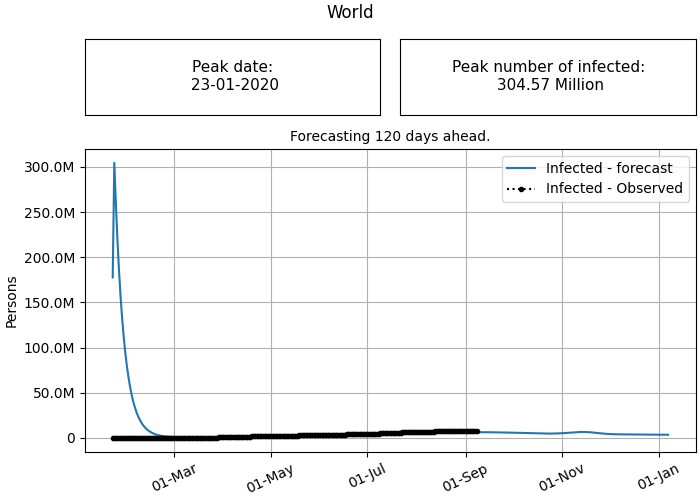 World
Peak date:
23-01-2020
Peak number of infected:
304.57 Million
Forecasting 120 days ahead.
Infected - forecast
Infected - Observed
300.0M
250.0M
200.0M
150.0M
100.0M
50.0M
0
Persons
01-Mar
01-May
01-Jul
01-Sep
01-Nov
01-Jan